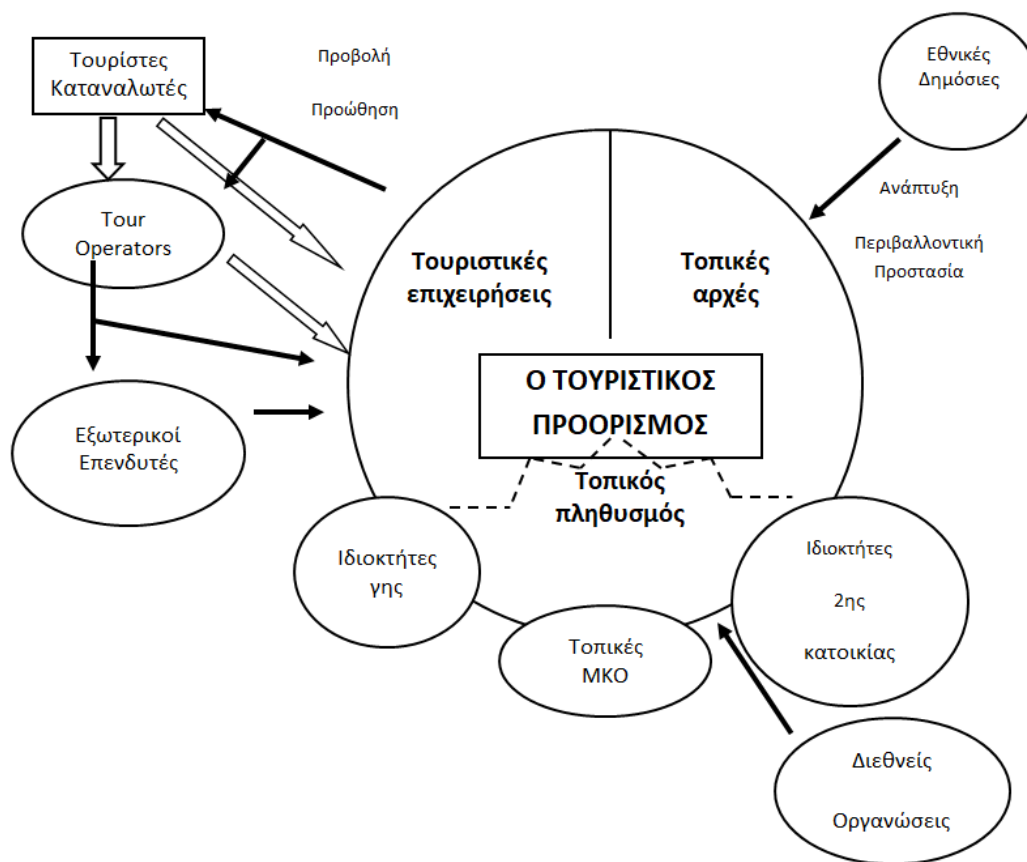 Τουρίστες
Καταναλωτές
Προβολή
Προώθηση
Εθνικές
Δημόσιες
Tour
Operators
Ανάπτυξη
Περιβαλλοντική
Προστασία
Τουριστικές
επιχειρήσεις
Τοπικές
αρχές
Ο ΤΟΥΡΙΣΤΙΚΟΣ
ΠΡΟΟΡΙΣΜΟΣ
Εξωτερικοί
Επενδυτές
Τοπικός
πληθυσμός
Ιδιοκτήτες
γης
Τοπικές
ΜΚΟ
Ιδιοκτήτες
2ης
κατοικίας
Διεθνείς
Οργανώσεις